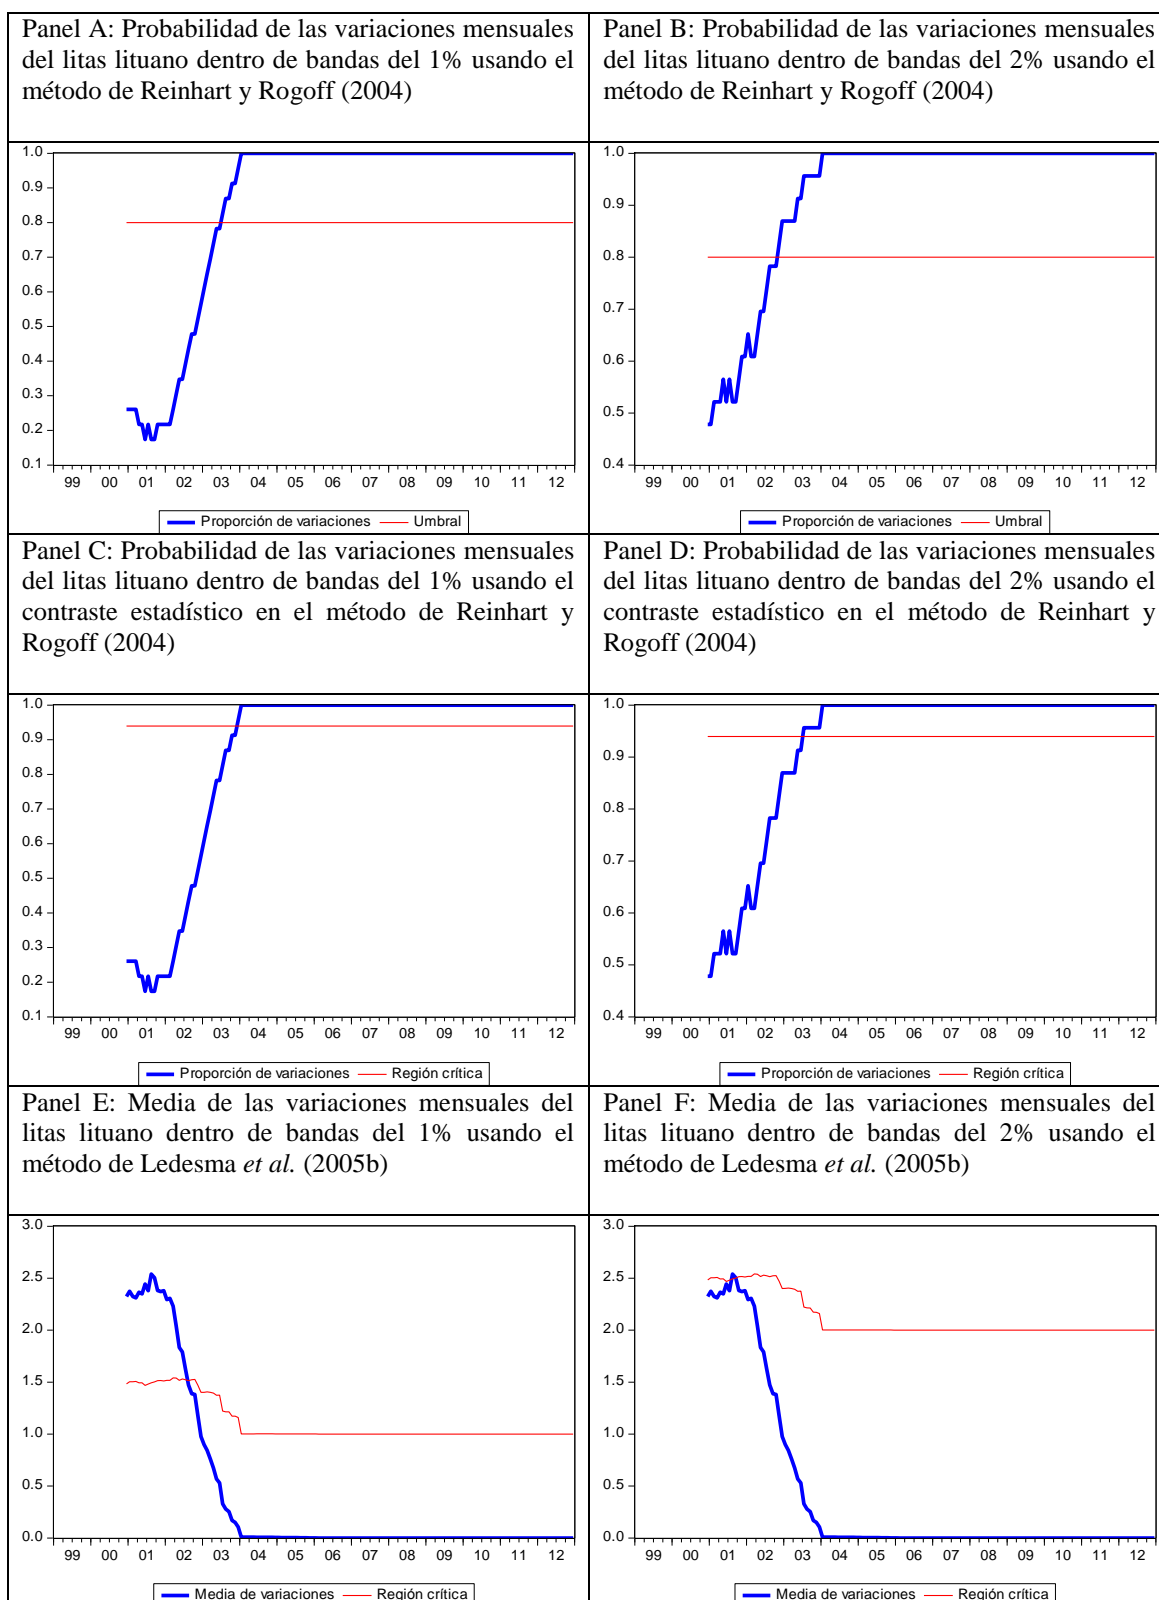 Panel A: Probabilidad de las variaciones mensuales
del litas lituano dentro de bandas del 1% usando el
método de Reinhart y Rogoff (2004)
Panel B: Probabilidad de las variaciones mensuales
del litas lituano dentro de bandas del 2% usando el
método de Reinhart y Rogoff (2004)
1.0
0.9
0.8
0.7
0.6
0.5
0.4
0.3
0.2
0.1
99 00 01 02 03 04 05 06 07 08 09 10 11 12
Proporción de variaciones Umbral
1.0
0.9
0.8
0.7
0.6
0.5
0.4
99 00 01 02 03 04 05 06 07 08 09 10 11 12
Proporción de variaciones Umbral
Panel C: Probabilidad de las variaciones mensuales
del litas lituano dentro de bandas del 1% usando el
contraste estadístico en el método de Reinhart y
Rogoff (2004)
Panel D: Probabilidad de las variaciones mensuales
del litas lituano dentro de bandas del 2% usando el
contraste estadístico en el método de Reinhart y
Rogoff (2004)
1.0
0.9
0.8
0.7
0.6
0.5
0.4
0.3
0.2
0.1
99 00 01 02 03 04 05 06 07 08 09 10 11 12
Proporción de variaciones Región crítica
1.0
0.9
0.8
0.7
0.6
0.5
0.4
99 00 01 02 03 04 05 06 07 08 09 10 11 12
Proporción de variaciones Región crítica
Panel E: Media de las variaciones mensuales del
litas lituano dentro de bandas del 1% usando el
método de Ledesma et al. (2005b)
Panel F: Media de las variaciones mensuales del
litas lituano dentro de bandas del 2% usando el
método de Ledesma et al. (2005b)
3.0
2.5
2.0
1.5
1.0
0.5
0.0
99 00 01 02 03 04 05 06 07 08 09 10 11 12
Media de variaciones Región crítica
3.0
2.5
2.0
1.5
1.0
0.5
0.0
99 00 01 02 03 04 05 06 07 08 09 10 11 12
Media de variaciones Región crítica